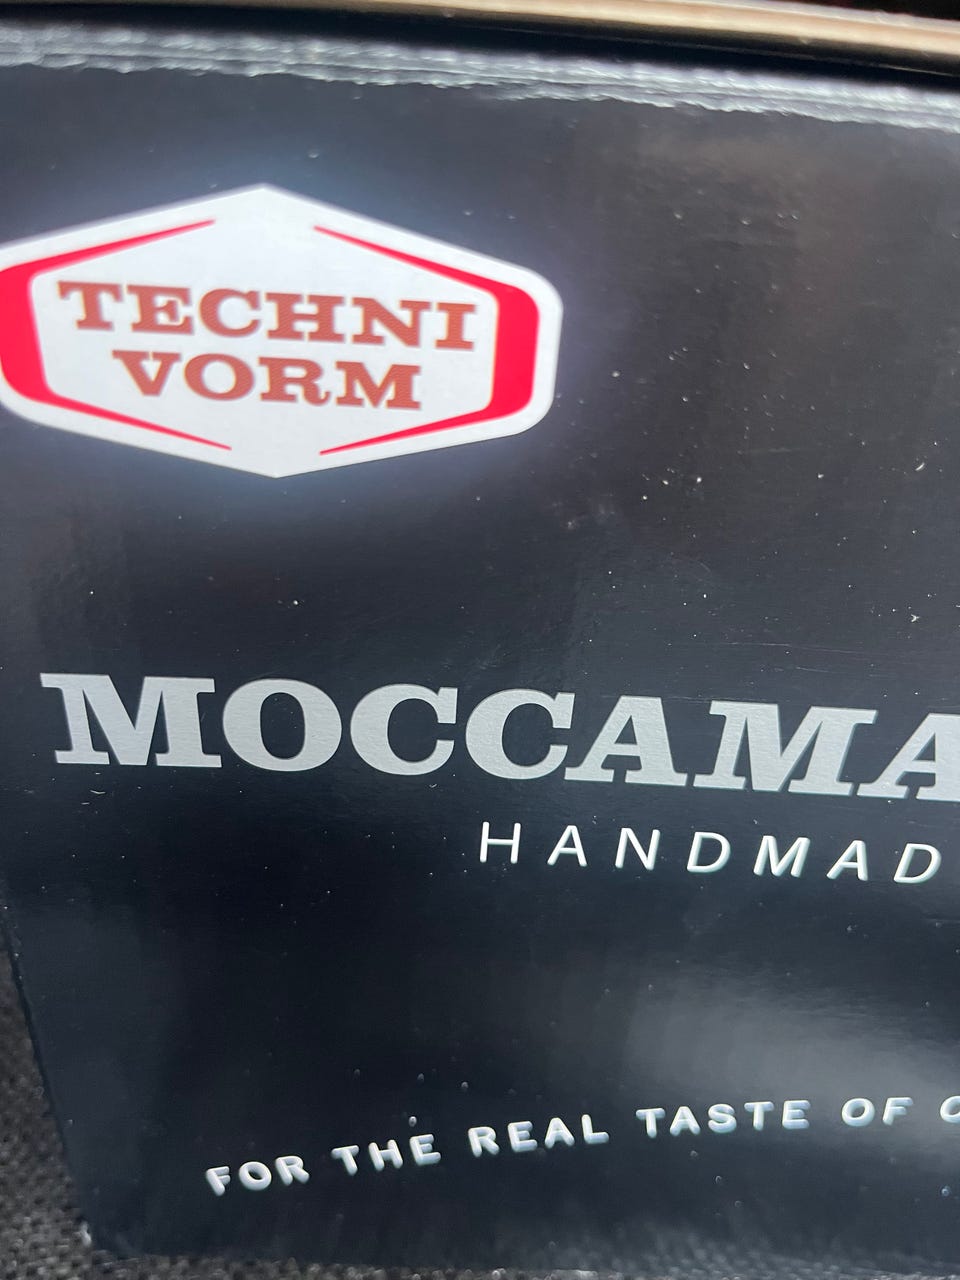 TECHNI
VORM
MOCCAMA
HANDMAD
FOR THE REAL TASTE OF